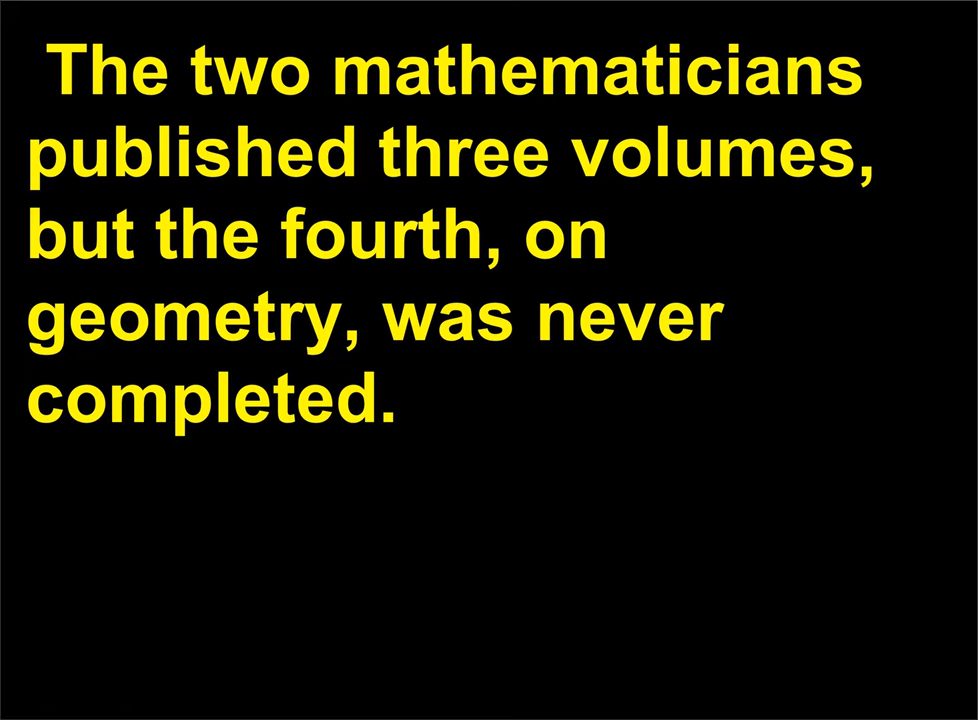 The two mathematicians
published three volumes,
but the fourth, on
geometry, was never
completed.